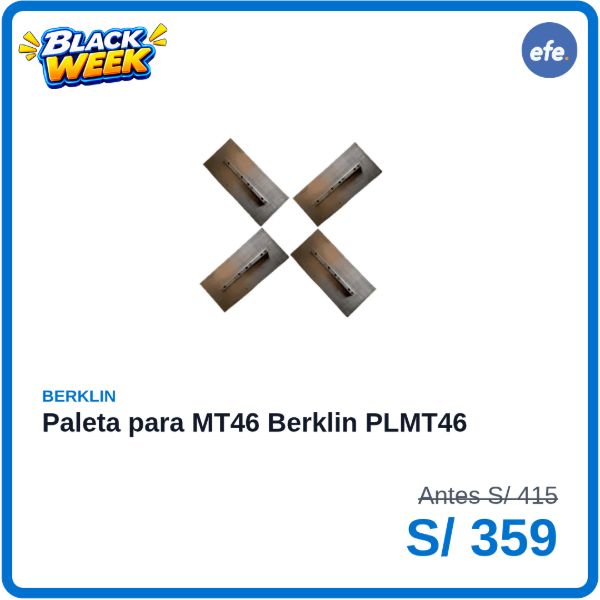 BLACK
WEEK
efe.
BERKLIN
Paleta para MT46 Berklin PLMT46
Antes S/ 415
S/ 359